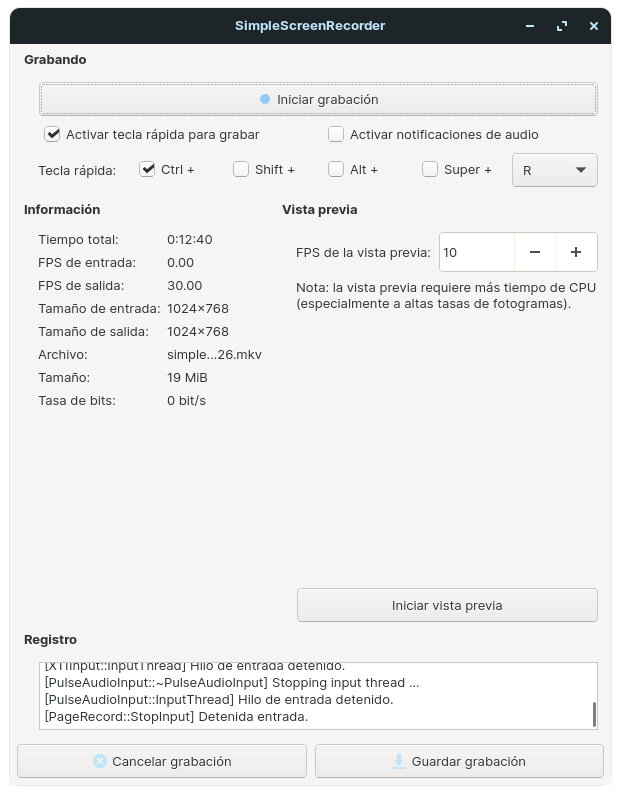 SimpleScreenRecorder
Grabando
Iniciar grabación
Activar tecla rápida para grabar
Activar notificaciones de audio
Tecla rápida: Ctrl + Shift + Alt + Super + R
Información
Tiempo total: 0:12:40
FPS de entrada: 0.00
FPS de salida: 30.00
Tamaño de entrada: 1024x768
Tamaño de salida: 1024x768
Archivo: simple...26.mkv
Tamaño: 19 MiB
Tasa de bits: 0 bit/s
Vista previa
FPS de la vista previa: 10
Nota: la vista previa requiere más tiempo de CPU
(especialmente a altas tasas de fotogramas).
Iniciar vista previa
Registro
[X11Input::InputThread] Hilo de entrada detenido.
[PulseAudioInput::~PulseAudioInput] Stopping input thread ...
[PulseAudioInput::InputThread] Hilo de entrada detenido.
[PageRecord::StopInput] Detenida entrada.
Cancelar grabación
Guardar grabación